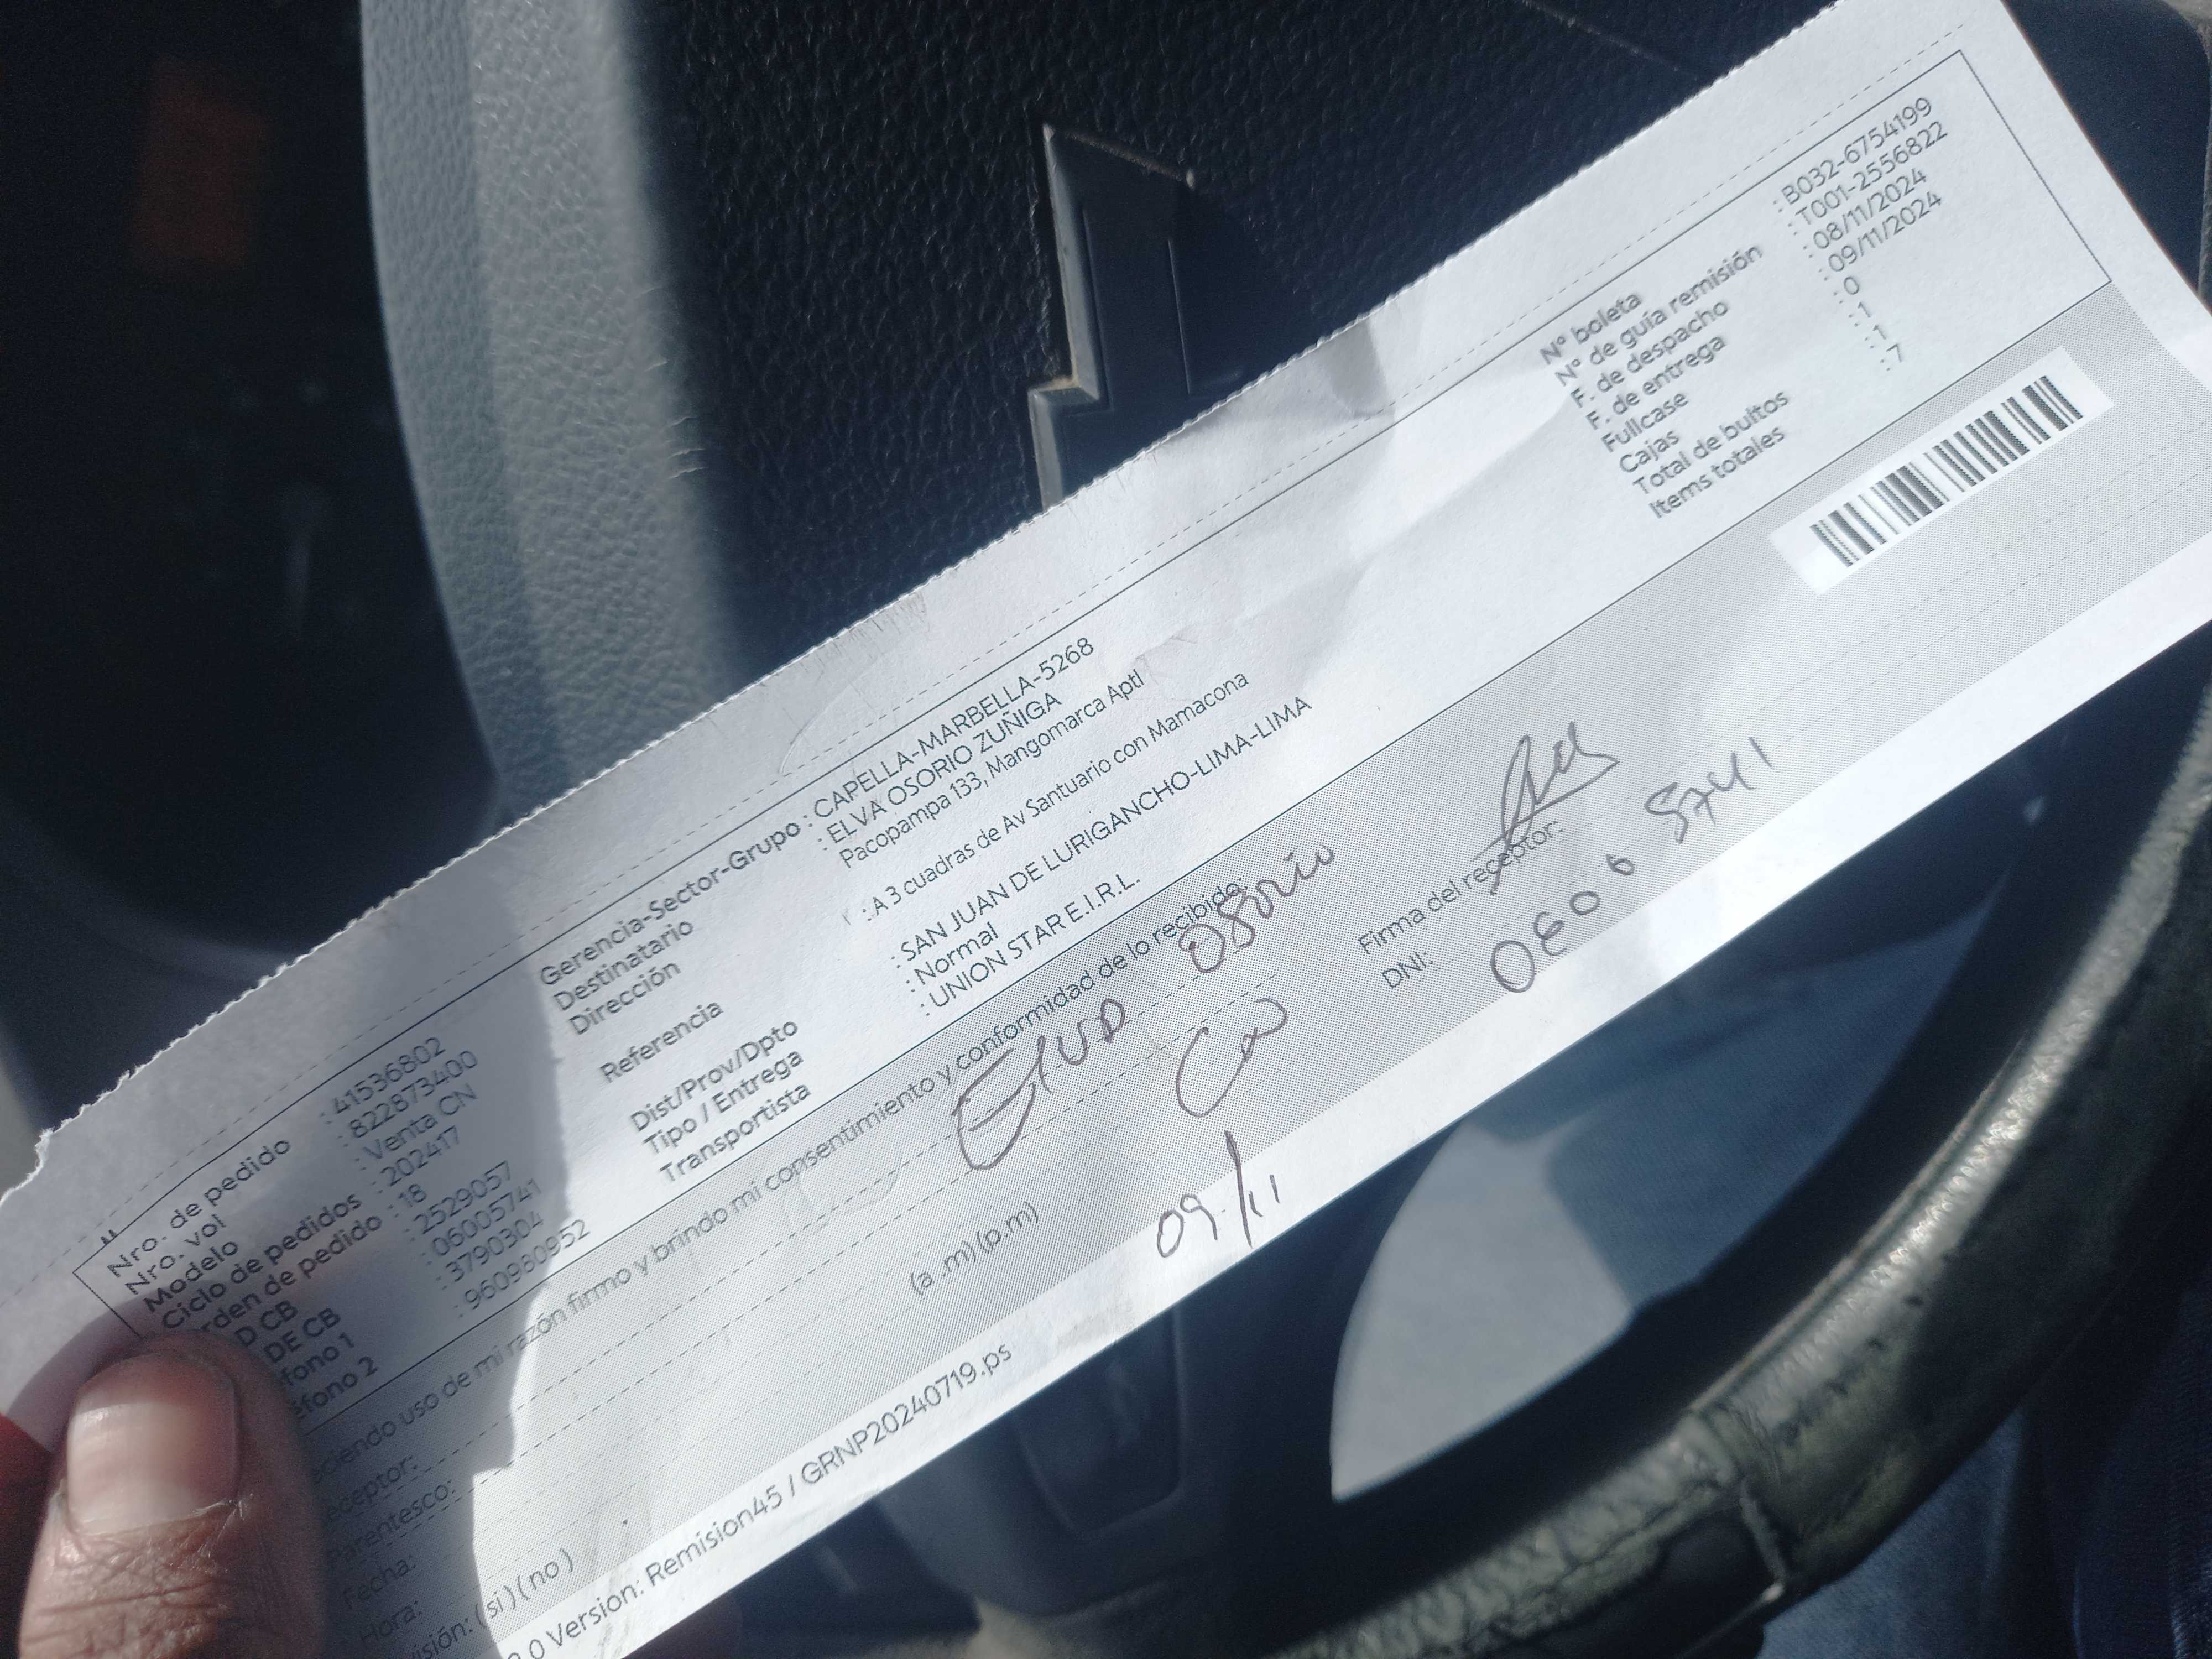 Nro. de pedido : 41536802
Nro. vol : 822873400
Modelo : Venta CN
Ciclo de pedidos : 202417
rden de pedido : 18
D CB : 2529057
DE CB : 06005741
fono 1 : 3790304
éfono 2 : 960980952
Gerencia-Sector-Grupo : CAPELLA-MARBELLA-5268
Destinatario : ELVA OSORIO ZUÑIGA
Dirección Pacopampa 133, Mangomarca Aptl
Referencia : A 3 cuadras de Av Santuario con Mamacona
Dist/Prov/Dpto : SAN JUAN DE LURIGANCHO-LIMA-LIMA
Tipo / Entrega : Normal
Transportista : UNION STAR E.I.R.L.
N° boleta : B032-6754199
N° de guía remisión : T001-2556822
F. de despacho : 08/11/2024
F. de entrega : 09/11/2024
Fullcase : 0
Cajas : 1
Total de bultos : 1
Items totales : 7
ciendo uso de mi razón firmo y brindo mi consentimiento y conformidad de lo recibido:
eceptor: Elva Osorio
Parentesco:
Fecha: 09/11
Hora: (a .m) (p.m)
isión: ( si ) ( no )
Firma del receptor:
DNI: 06005741
0 Version: Remision45 / GRNP20240719.ps